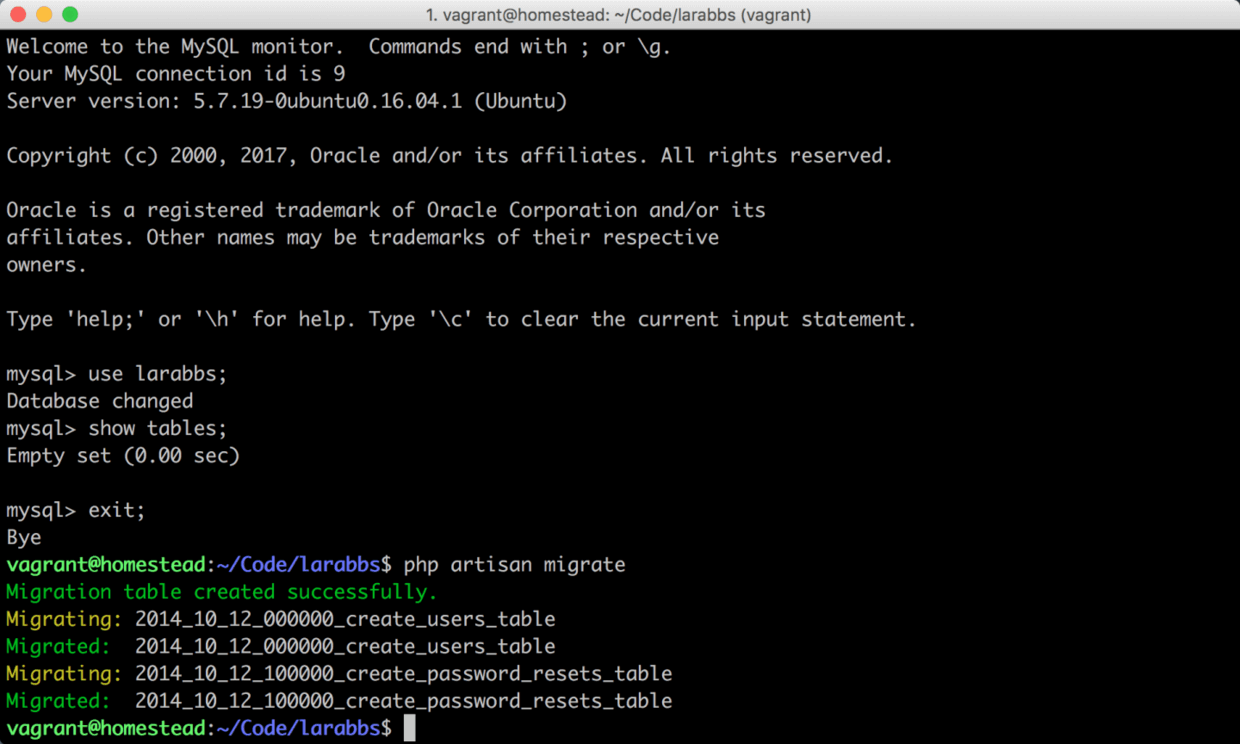 1. vagrant@homestead: ~/Code/larabbs (vagrant)
Welcome to the MySQL monitor.  Commands end with ; or \g.
Your MySQL connection id is 9
Server version: 5.7.19-0ubuntu0.16.04.1 (Ubuntu)
Copyright (c) 2000, 2017, Oracle and/or its affiliates. All rights reserved.
Oracle is a registered trademark of Oracle Corporation and/or its
affiliates. Other names may be trademarks of their respective
owners.
Type 'help;' or '\h' for help. Type '\c' to clear the current input statement.
mysql> use larabbs;
Database changed
mysql> show tables;
Empty set (0.00 sec)
mysql> exit;
Bye
vagrant@homestead:~/Code/larabbs$ php artisan migrate
Migration table created successfully.
Migrating: 2014_10_12_000000_create_users_table
Migrated:  2014_10_12_000000_create_users_table
Migrating: 2014_10_12_100000_create_password_resets_table
Migrated:  2014_10_12_100000_create_password_resets_table
vagrant@homestead:~/Code/larabbs$